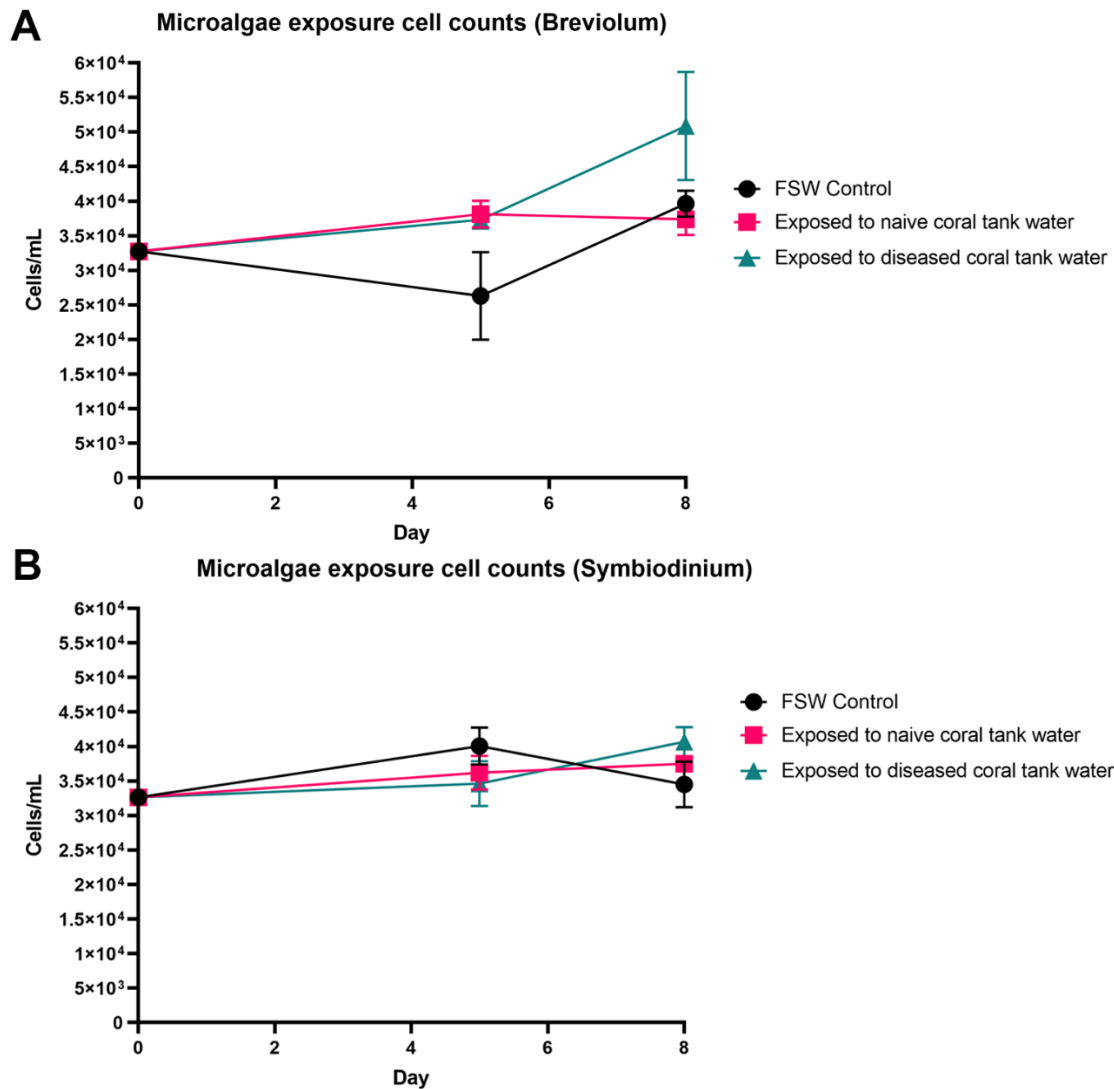 A
Microalgae exposure cell counts (Breviolum)
6×10⁴
5.5×10⁴
5×10⁴
4.5×10⁴
4×10⁴
3.5×10⁴
3×10⁴
2.5×10⁴
2×10⁴
1.5×10⁴
1×10⁴
5×10³
0
Cells/mL
0 2 4 6 8
Day
FSW Control
Exposed to naive coral tank water
Exposed to diseased coral tank water
B
Microalgae exposure cell counts (Symbiodinium)
6×10⁴
5.5×10⁴
5×10⁴
4.5×10⁴
4×10⁴
3.5×10⁴
3×10⁴
2.5×10⁴
2×10⁴
1.5×10⁴
1×10⁴
5×10³
0
Cells/mL
0 2 4 6 8
Day
FSW Control
Exposed to naive coral tank water
Exposed to diseased coral tank water